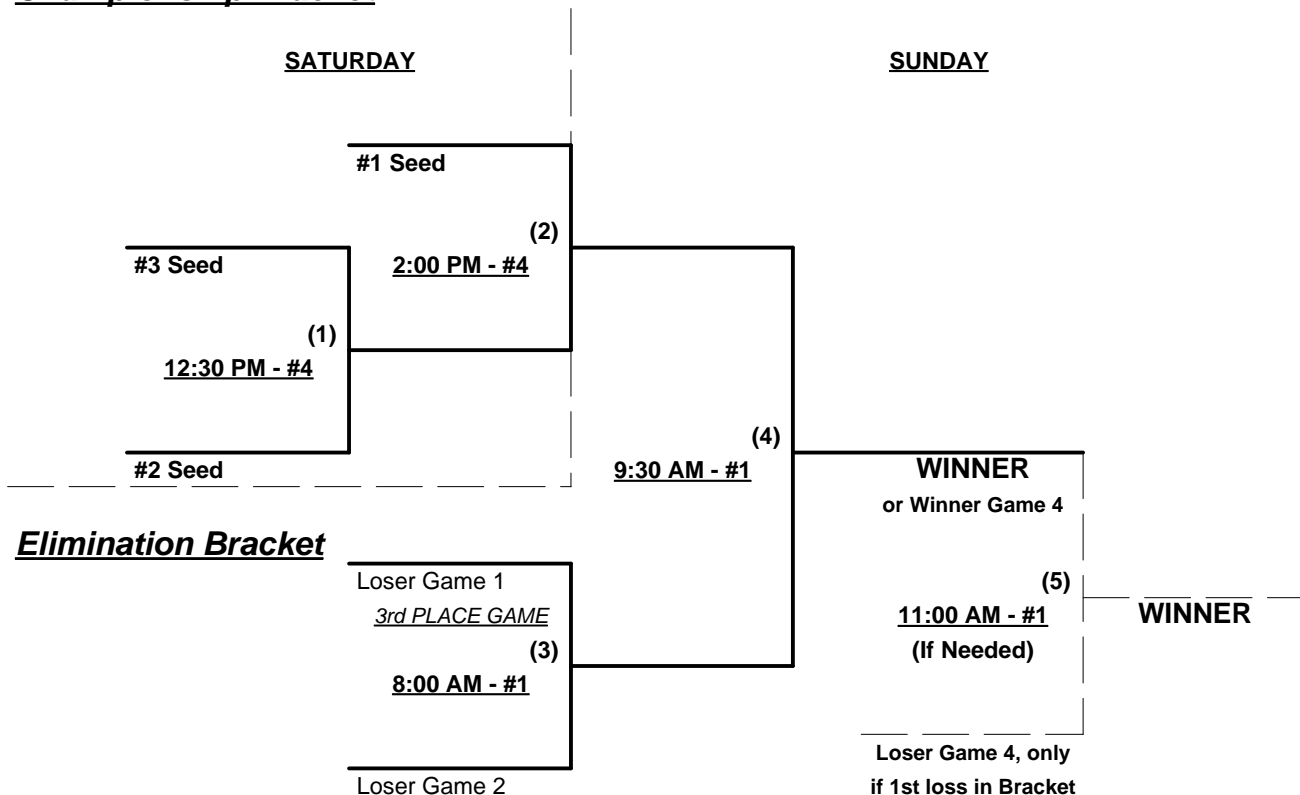 SATURDAY
SUNDAY
#1 Seed
(2)
#3 Seed
2:00 PM - #4
(1)
12:30 PM - #4
(4)
#2 Seed
9:30 AM - #1
WINNER
or Winner Game 4
Elimination Bracket
Loser Game 1
(5)
3rd PLACE GAME
11:00 AM - #1
WINNER
(3)
(If Needed)
8:00 AM - #1
Loser Game 4, only
Loser Game 2
if 1st loss in Bracket